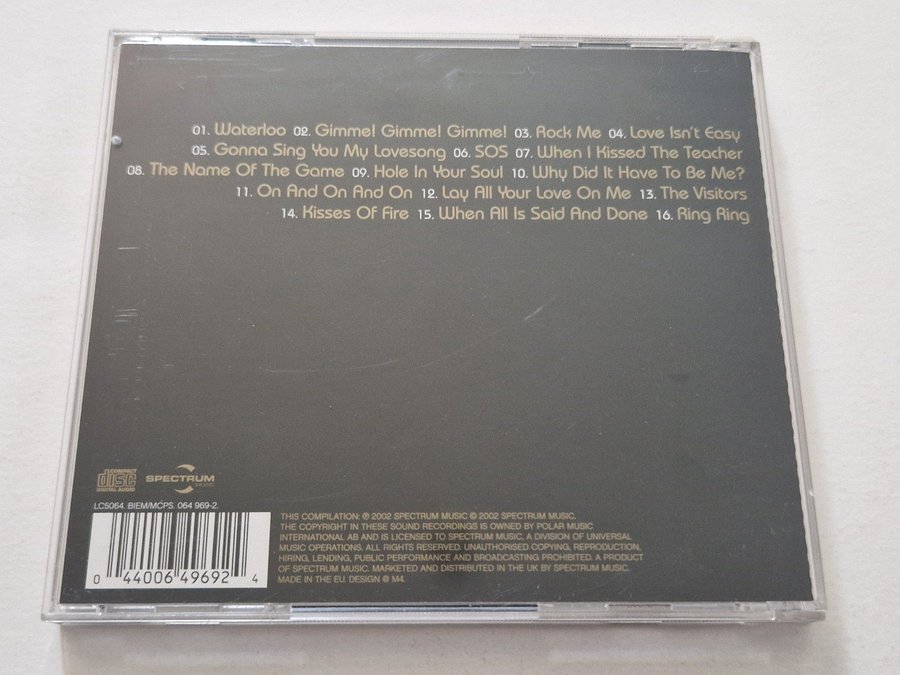 01. Waterloo 02. Gimme! Gimme! Gimme! 03. Rock Me 04. Love Isn't Easy
05. Gonna Sing You My Lovesong 06. SOS 07. When I Kissed The Teacher
08. The Name Of The Game 09. Hole In Your Soul 10. Why Did It Have To Be Me?
11. On And On And On 12. Lay All Your Love On Me 13. The Visitors
14. Kisses Of Fire 15. When All Is Said And Done 16. Ring Ring
COMPACT
disc
DIGITAL AUDIO
SPECTRUM
MUSIC
LC5064. BIEM/MCPS. 064 969-2.
THIS COMPILATION: ℗ 2002 SPECTRUM MUSIC © 2002 SPECTRUM MUSIC.
THE COPYRIGHT IN THESE SOUND RECORDINGS IS OWNED BY POLAR MUSIC
INTERNATIONAL AB AND IS LICENSED TO SPECTRUM MUSIC, A DIVISION OF UNIVERSAL
MUSIC OPERATIONS. ALL RIGHTS RESERVED. UNAUTHORISED COPYING, REPRODUCTION,
HIRING, LENDING, PUBLIC PERFORMANCE AND BROADCASTING PROHIBITED. A PRODUCT
OF SPECTRUM MUSIC. MARKETED AND DISTRIBUTED IN THE UK BY SPECTRUM MUSIC.
MADE IN THE EU. DESIGN @ M4.
0 44006 49692 4